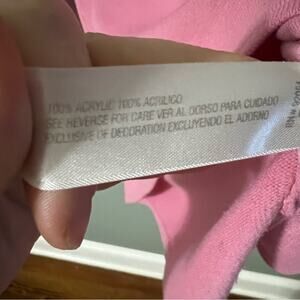 100% ACRYLIC 100% ACRILICO
SEE REVERSE FOR CARE VER AL DORSO PARA CUIDADO
EXCLUSIVE OF DECORATION EXCLUYENDO EL ADORNO
RN#